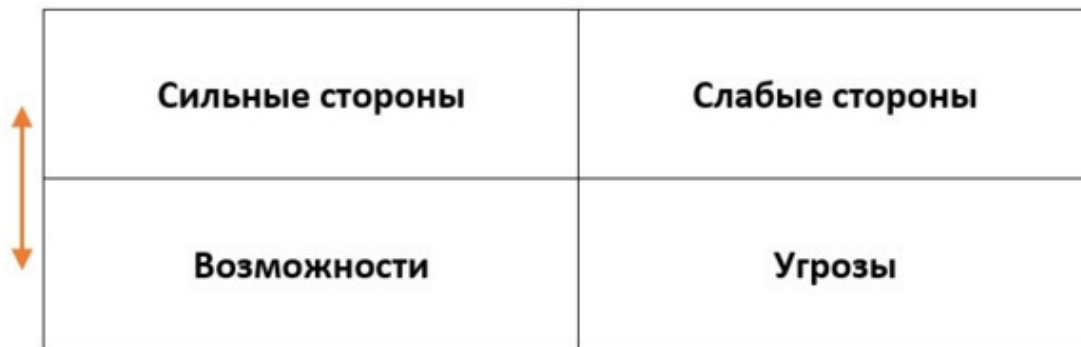 Сильные стороны
Слабые стороны
Возможности
Угрозы